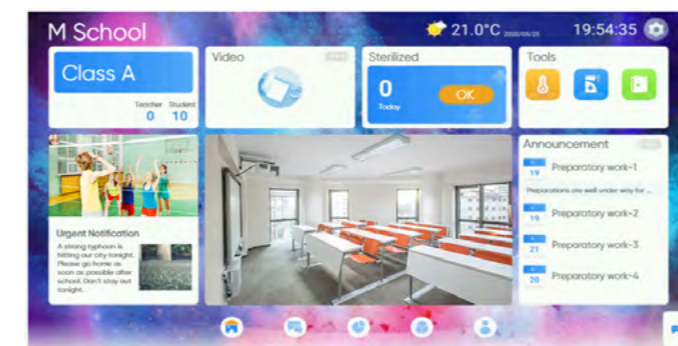 M School
21.0°C 2020/05/25 19:54:35
Class A
Teacher Student
0 10
Video
Sterilized
0
Today
OK
Tools
Urgent Notification
A strong typhoon is
hitting our city tonight.
Please go home as
soon as possible after
school. Don't stay out
tonight.
Announcement
19 Preparatory work-1
Preparations are well under way for ...
19 Preparatory work-2
21 Preparatory work-3
20 Preparatory work-4